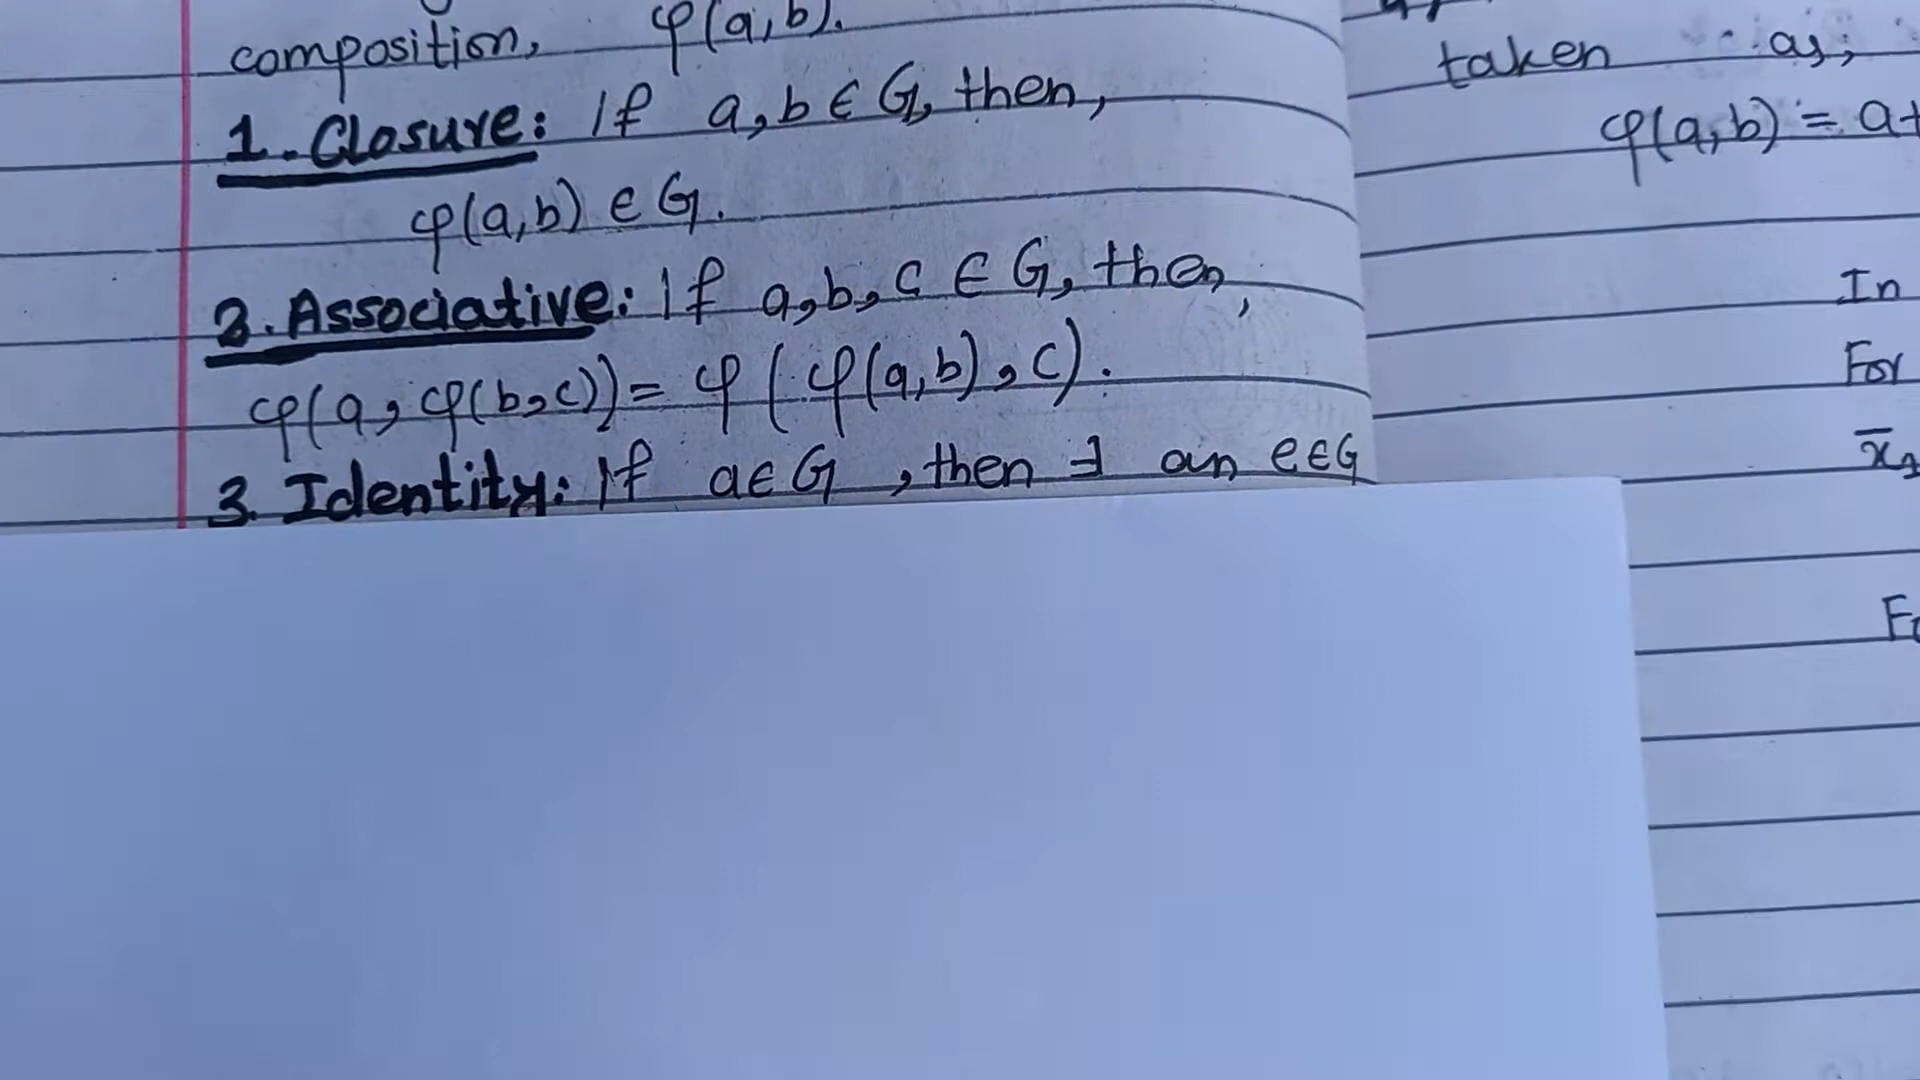 composition, φ(a,b).
1. Closure: If a,b ∈ G, then,
φ(a,b) ∈ G.
2. Associative: If a,b,c ∈ G, then,
φ(a,φ(b,c)) = φ(φ(a,b),c).
3. Identity: If a∈G, then ∃ an e∈G
taken as,
φ(a,b) = a+
In
For